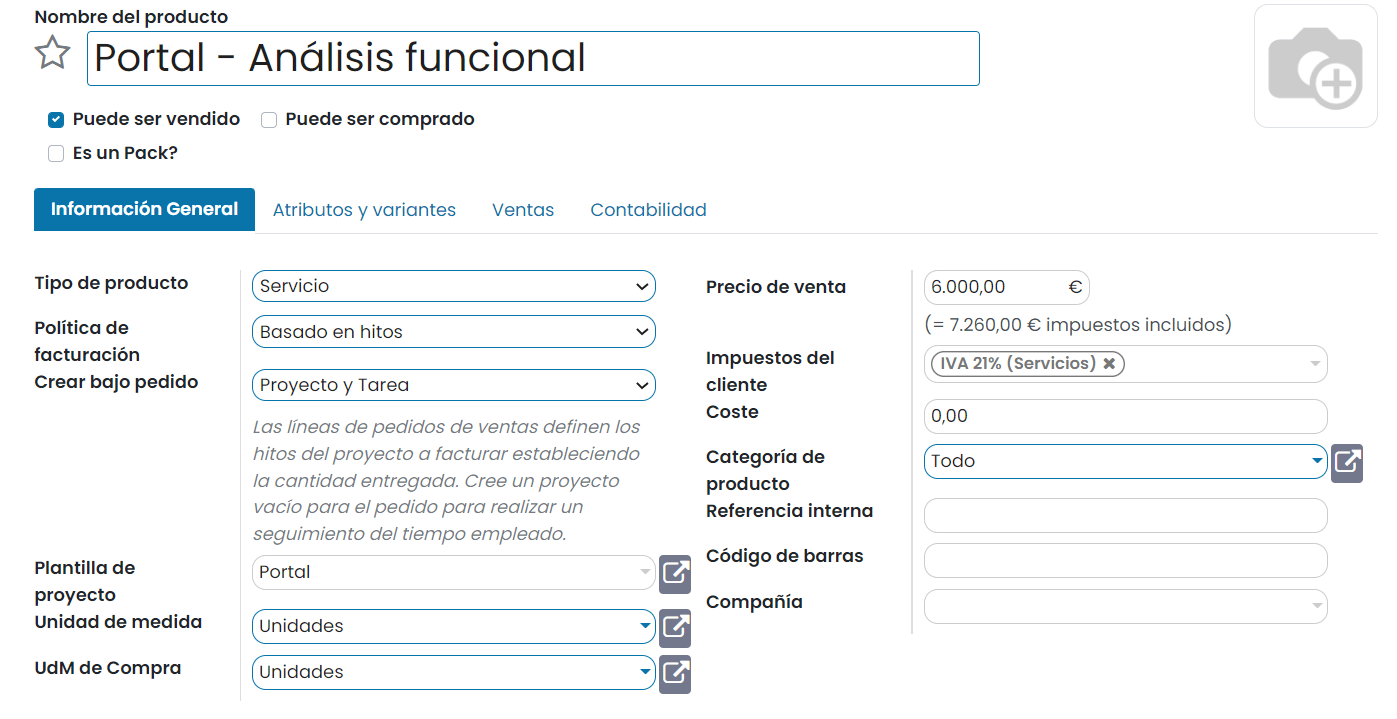 Nombre del producto
Portal - Análisis funcional
Puede ser vendido
Puede ser comprado
Es un Pack?
Información General
Atributos y variantes
Ventas
Contabilidad
Tipo de producto
Servicio
Política de
facturación
Basado en hitos
Crear bajo pedido
Proyecto y Tarea
Las líneas de pedidos de ventas definen los
hitos del proyecto a facturar estableciendo
la cantidad entregada. Cree un proyecto
vacío para el pedido para realizar un
seguimiento del tiempo empleado.
Plantilla de
proyecto
Portal
Unidad de medida
Unidades
UdM de Compra
Unidades
Precio de venta
6.000,00 €
(= 7.260,00 € impuestos incluidos)
Impuestos del
cliente
IVA 21% (Servicios)
Coste
0,00
Categoría de
producto
Todo
Referencia interna
Código de barras
Compañía